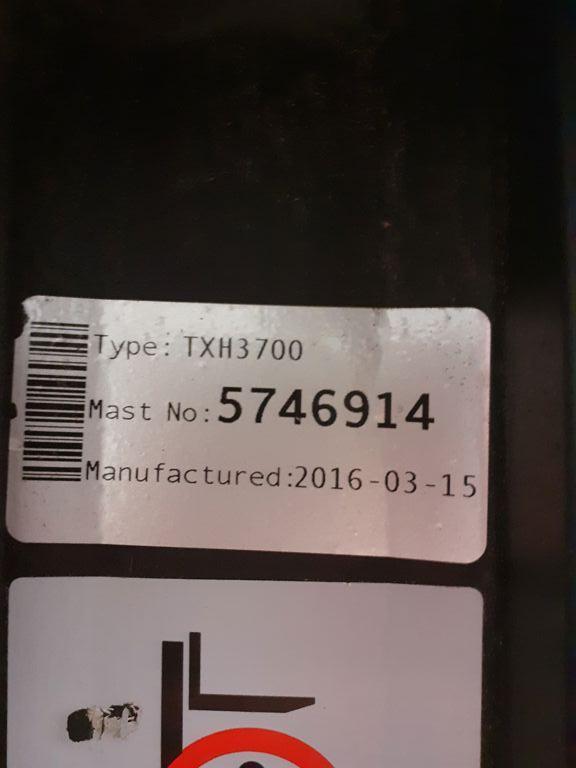 Type: TXH3700
Mast No:5746914
Manufactured:2016-03-15